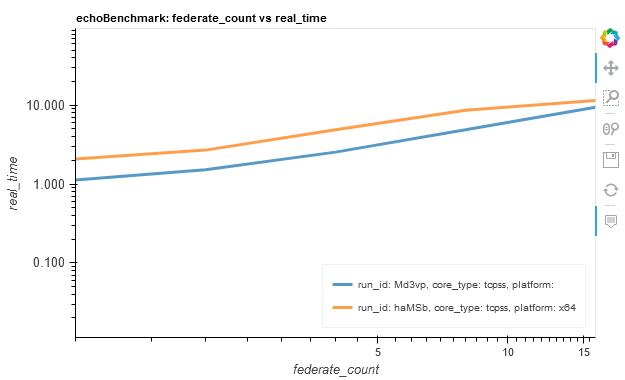 echoBenchmark: federate_count vs real_time
10.000
1.000
0.100
real_time
run_id: Md3vp, core_type: tcpss, platform:
run_id: haMSb, core_type: tcpss, platform: x64
5
10
15
federate_count